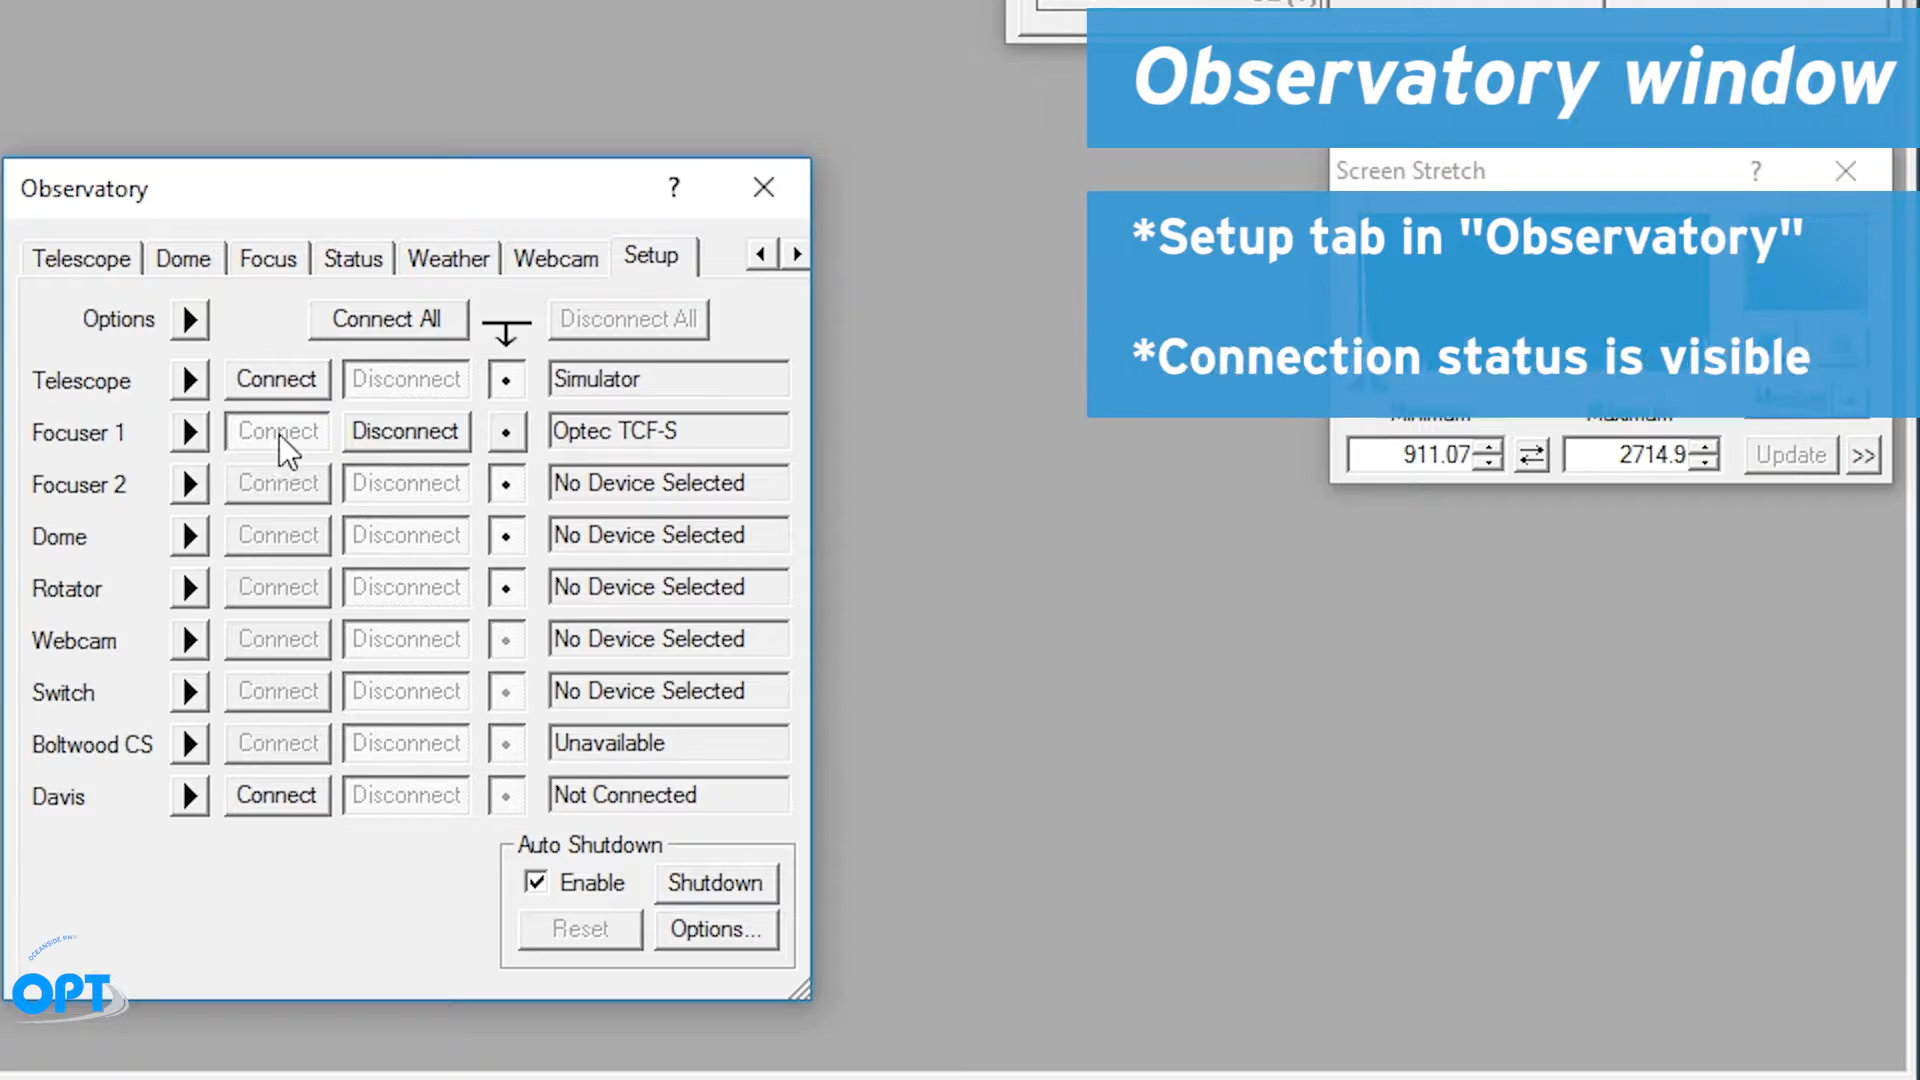 Observatory window
Observatory
?
Screen Stretch
?
*Setup tab in "Observatory"
*Connection status is visible
Telescope
Dome
Focus
Status
Weather
Webcam
Setup
Options
Connect All
Disconnect All
Telescope
Connect
Disconnect
Simulator
Focuser 1
Connect
Disconnect
Optec TCF-S
Focuser 2
Connect
Disconnect
No Device Selected
Dome
Connect
Disconnect
No Device Selected
Rotator
Connect
Disconnect
No Device Selected
Webcam
Connect
Disconnect
No Device Selected
Switch
Connect
Disconnect
No Device Selected
Boltwood CS
Connect
Disconnect
Unavailable
Davis
Connect
Disconnect
Not Connected
Auto Shutdown
Enable
Shutdown
Reset
Options...
911.07
2714.9
Update
>>
OCEANSIDE
OPT